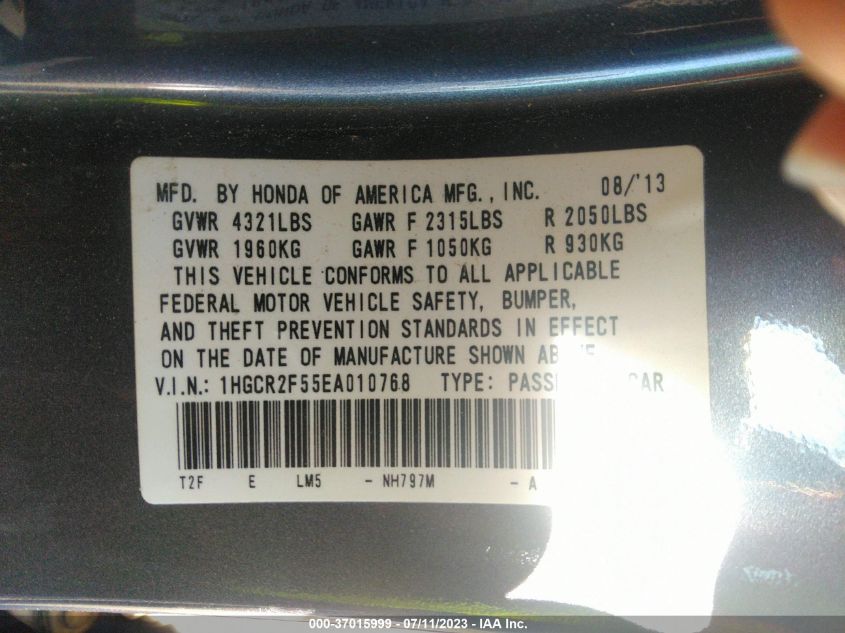 MFD. BY HONDA OF AMERICA MFG., INC. 08/'13
GVWR 4321LBS GAWR F 2315LBS R 2050LBS
GVWR 1960KG GAWR F 1050KG R 930KG
THIS VEHICLE CONFORMS TO ALL APPLICABLE
FEDERAL MOTOR VEHICLE SAFETY, BUMPER,
AND THEFT PREVENTION STANDARDS IN EFFECT
ON THE DATE OF MANUFACTURE SHOWN
V.I.N.: 1HGCR2F55EA010768 TYPE: CAR
T2F E LM5 - NH797M - A
000-37015999 - 07/11/2023 - IAA Inc.